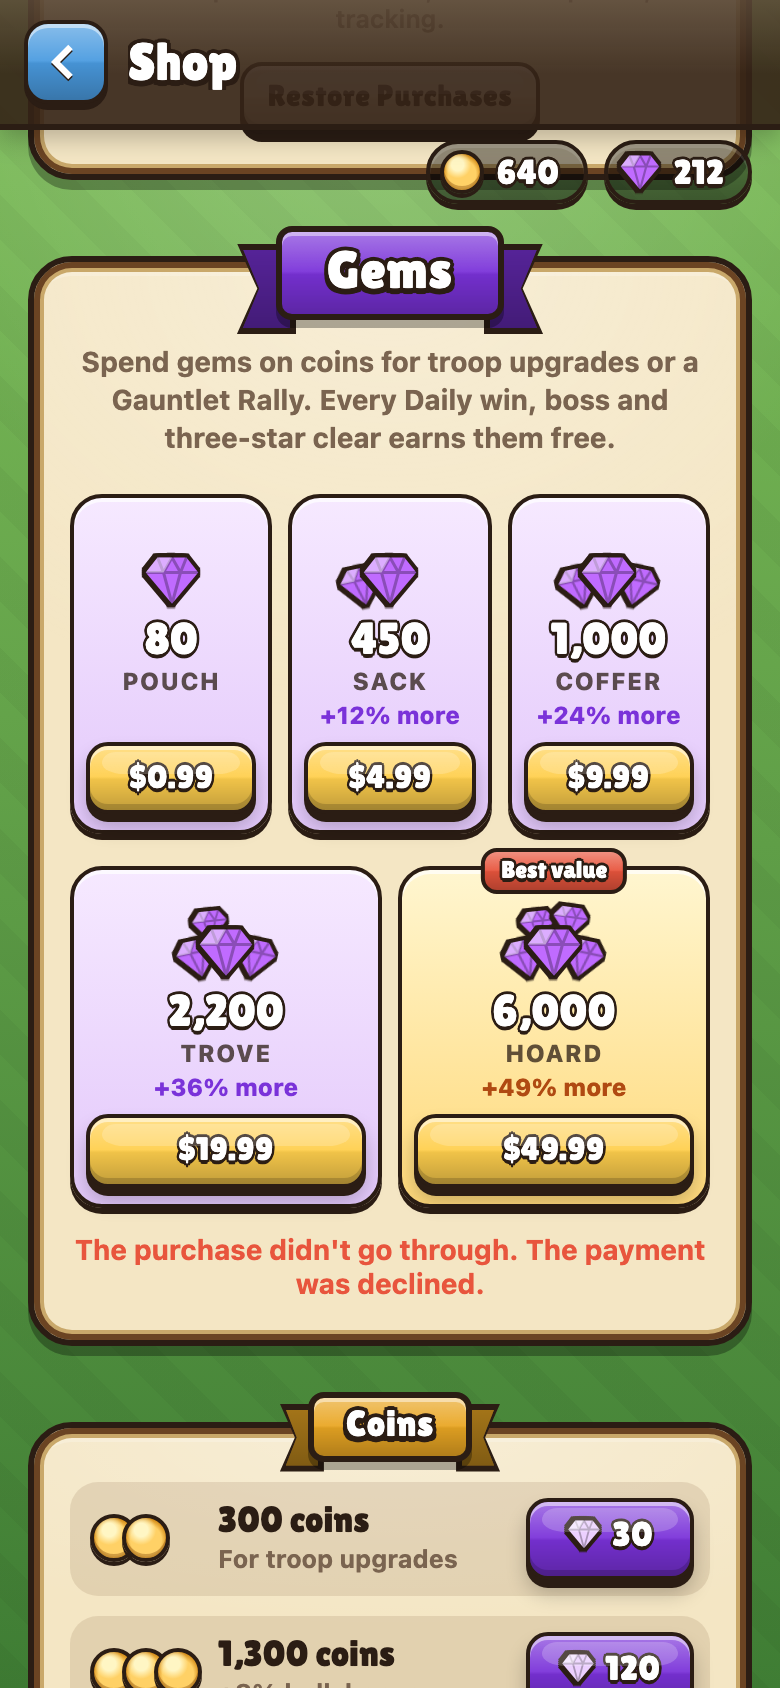 tracking.
Shop
Restore Purchases
640
212
Gems
Spend gems on coins for troop upgrades or a
Gauntlet Rally. Every Daily win, boss and
three-star clear earns them free.
80
POUCH
$0.99
450
SACK
+12% more
$4.99
1,000
COFFER
+24% more
$9.99
2,200
TROVE
+36% more
$19.99
Best value
6,000
HOARD
+49% more
$49.99
The purchase didn't go through. The payment
was declined.
Coins
300 coins
For troop upgrades
30
1,300 coins
120